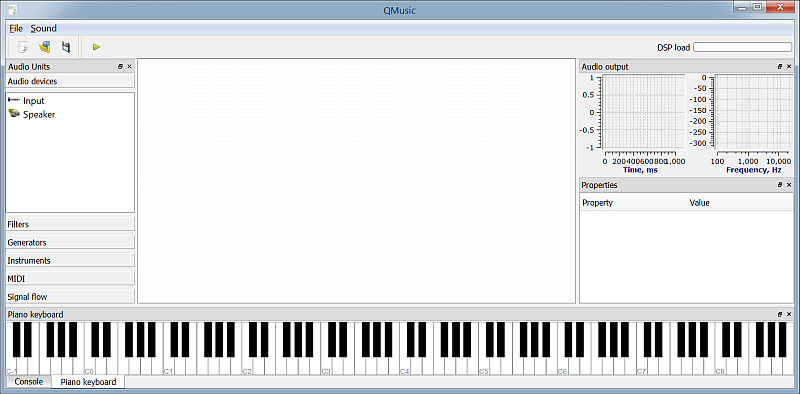 QMusic
File Sound
DSP load
Audio Units
Audio devices
Input
Speaker
Filters
Generators
Instruments
MIDI
Signal flow
Audio output
1
0.5
0
-0.5
-1
0 200400600800 1,000
Time, ms
0
-50
-100
-150
-200
-250
-300
100 1,000 10,000
Frequency, Hz
Properties
Property Value
Piano keyboard
C-1 C0 C1 C2 C3 C4 C5 C6 C7 C8
Console Piano keyboard